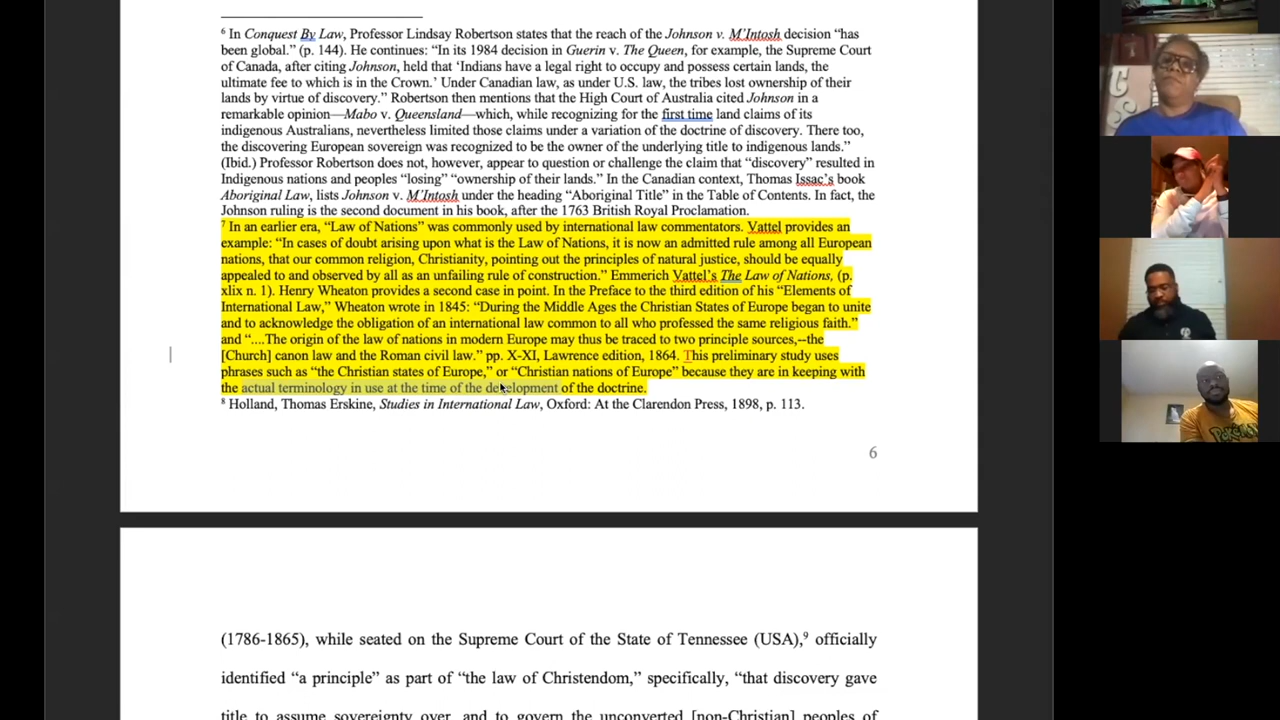 ⁶ In Conquest By Law, Professor Lindsay Robertson states that the reach of the Johnson v. M'Intosh decision “has
been global.” (p. 144). He continues: “In its 1984 decision in Guerin v. The Queen, for example, the Supreme Court
of Canada, after citing Johnson, held that ‘Indians have a legal right to occupy and possess certain lands, the
ultimate fee to which is in the Crown.’ Under Canadian law, as under U.S. law, the tribes lost ownership of their
lands by virtue of discovery.” Robertson then mentions that the High Court of Australia cited Johnson in a
remarkable opinion—Mabo v. Queensland—which, while recognizing for the first time land claims of its
indigenous Australians, nevertheless limited those claims under a variation of the doctrine of discovery. There too,
the discovering European sovereign was recognized to be the owner of the underlying title to indigenous lands.”
(Ibid.) Professor Robertson does not, however, appear to question or challenge the claim that “discovery” resulted in
Indigenous nations and peoples “losing” “ownership of their lands.” In the Canadian context, Thomas Issac’s book
Aboriginal Law, lists Johnson v. M'Intosh under the heading “Aboriginal Title” in the Table of Contents. In fact, the
Johnson ruling is the second document in his book, after the 1763 British Royal Proclamation.
⁷ In an earlier era, “Law of Nations” was commonly used by international law commentators. Vattel provides an
example: “In cases of doubt arising upon what is the Law of Nations, it is now an admitted rule among all European
nations, that our common religion, Christianity, pointing out the principles of natural justice, should be equally
appealed to and observed by all as an unfailing rule of construction.” Emmerich Vattel’s The Law of Nations, (p.
xlix n. 1). Henry Wheaton provides a second case in point. In the Preface to the third edition of his “Elements of
International Law,” Wheaton wrote in 1845: “During the Middle Ages the Christian States of Europe began to unite
and to acknowledge the obligation of an international law common to all who professed the same religious faith.”
and “....The origin of the law of nations in modern Europe may thus be traced to two principle sources,--the
[Church] canon law and the Roman civil law.” pp. X-XI, Lawrence edition, 1864. This preliminary study uses
phrases such as “the Christian states of Europe,” or “Christian nations of Europe” because they are in keeping with
the actual terminology in use at the time of the development of the doctrine.
⁸ Holland, Thomas Erskine, Studies in International Law, Oxford: At the Clarendon Press, 1898, p. 113.
6
(1786-1865), while seated on the Supreme Court of the State of Tennessee (USA),⁹ officially
identified “a principle” as part of “the law of Christendom,” specifically, “that discovery gave
title to assume sovereignty over, and to govern the unconverted [non-Christian] peoples of